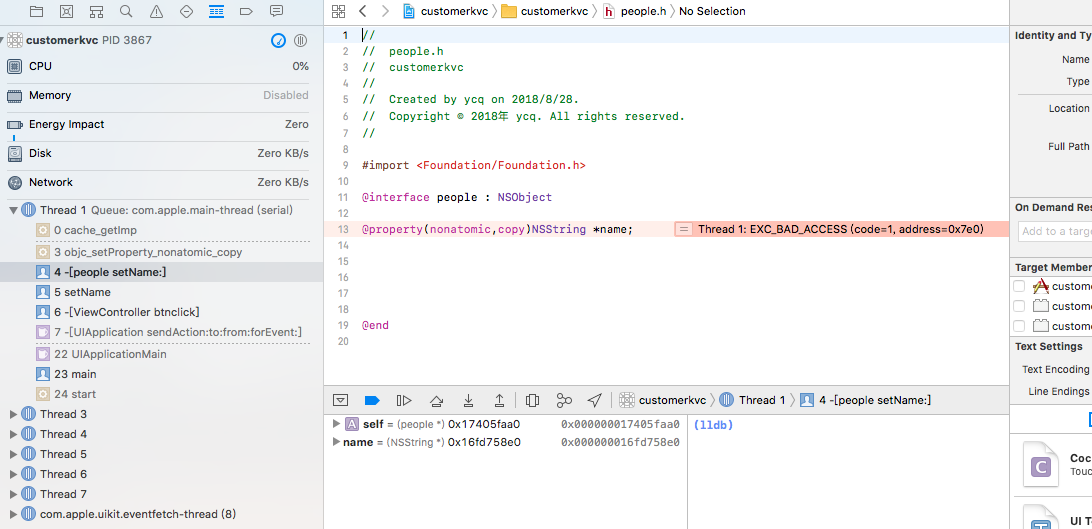 customerkvc PID 3867
CPU 0%
Memory Disabled
Energy Impact Zero
Disk Zero KB/s
Network Zero KB/s
Thread 1 Queue: com.apple.main-thread (serial)
0 cache_getImp
3 objc_setProperty_nonatomic_copy
4 -[people setName:]
5 setName
6 -[ViewController btnclick]
7 -[UIApplication sendAction:to:from:forEvent:]
22 UIApplicationMain
23 main
24 start
Thread 3
Thread 4
Thread 5
Thread 6
Thread 7
com.apple.uikit.eventfetch-thread (8)
customerkvc customerkvc h people.h No Selection
1 //
2 // people.h
3 // customerkvc
4 //
5 // Created by ycq on 2018/8/28.
6 // Copyright © 2018年 ycq. All rights reserved.
7 //
8
9 #import <Foundation/Foundation.h>
10
11 @interface people : NSObject
12
13 @property(nonatomic,copy)NSString *name; Thread 1: EXC_BAD_ACCESS (code=1, address=0x7e0)
14
15
16
17
18
19 @end
20
customerkvc Thread 1 4 -[people setName:]
A self = (people *) 0x17405faa0 0x000000017405faa0
name = (NSString *) 0x16fd758e0 0x000000016fd758e0
(lldb)
Identity and Ty
Name
Type
Location
Full Path
On Demand Res
Add to a targe
Target Member
custome
custome
custome
Text Settings
Text Encoding
Line Endings
C Coc
Touc
T UI T